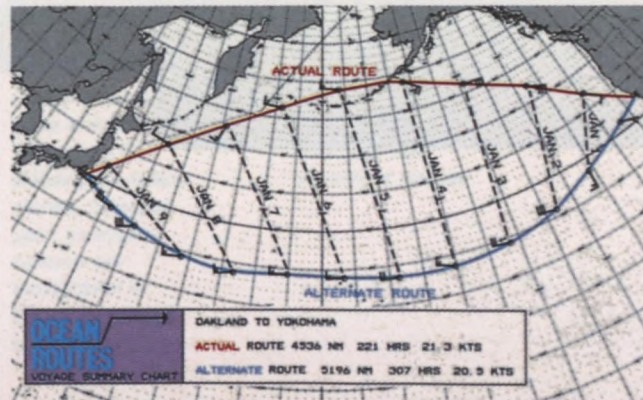 ACTUAL ROUTE
JAN 1
JAN 2
JAN 3
JAN 4
JAN 5
JAN 6
JAN 7
JAN 8
JAN 9
ALTERNATE ROUTE
OCEAN
ROUTES
VOYAGE SUMMARY CHART
OAKLAND TO YOKOHAMA
ACTUAL ROUTE 4536 NM 221 HRS 21.3 KTS
ALTERNATE ROUTE 5196 NM 307 HRS 20.5 KTS